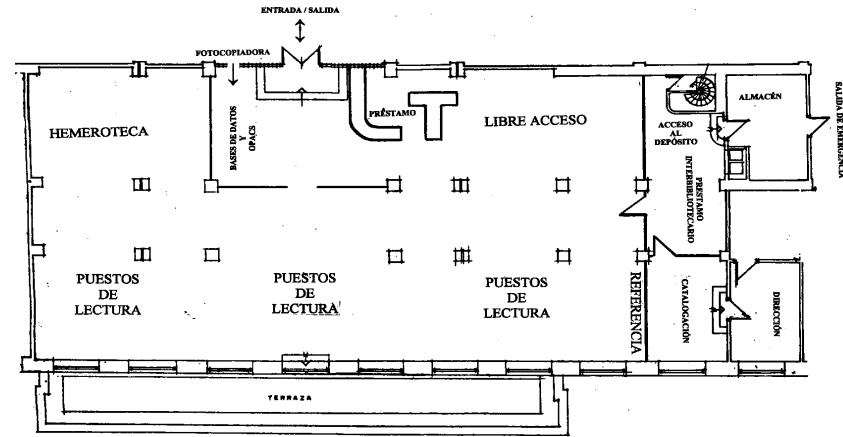 ENTRADA / SALIDA
FOTOCOPIADORA
HEMEROTECA
BASES DE DATOS
Y
OPACS
PRÉSTAMO
LIBRE ACCESO
ACCESO
AL
DEPÓSITO
ALMACÉN
SALIDA DE EMERGENCIA
PRESTAMO
INTERBIBLIOTECARIO
PUESTOS
DE
LECTURA
PUESTOS
DE
LECTURA
PUESTOS
DE
LECTURA
REFERENCIA
CATALOGACIÓN
DIRECCIÓN
TERRAZA